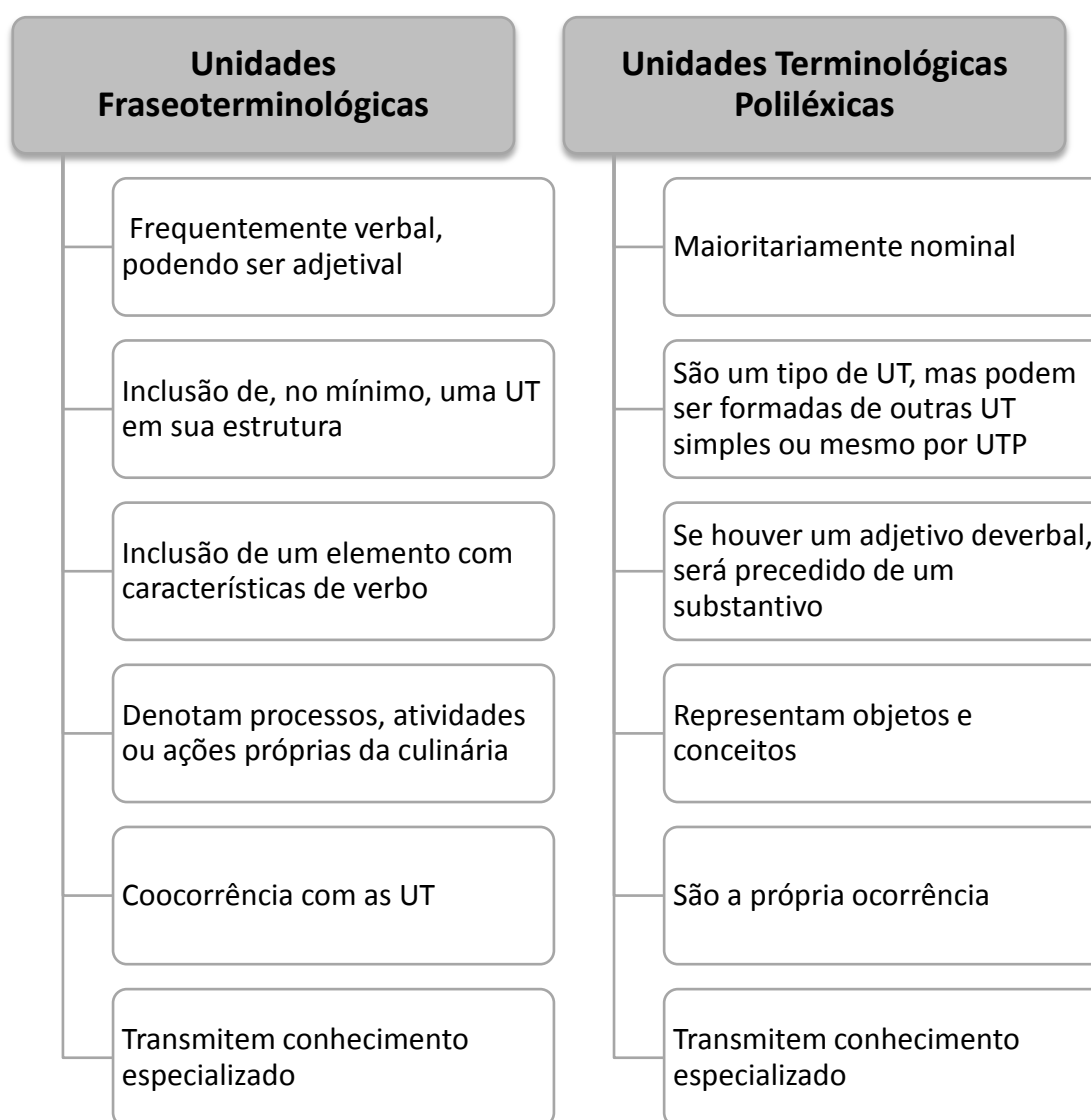 Unidades
Fraseoterminológicas
Frequentemente verbal,
podendo ser adjetival
Inclusão de, no mínimo, uma UT
em sua estrutura
Inclusão de um elemento com
características de verbo
Denotam processos, atividades
ou ações próprias da culinária
Coocorrência com as UT
Transmitem conhecimento
especializado
Unidades Terminológicas
Poliléxicas
Maioritariamente nominal
São um tipo de UT, mas podem
ser formadas de outras UT
simples ou mesmo por UTP
Se houver um adjetivo deverbal,
será precedido de um
substantivo
Representam objetos e
conceitos
São a própria ocorrência
Transmitem conhecimento
especializado